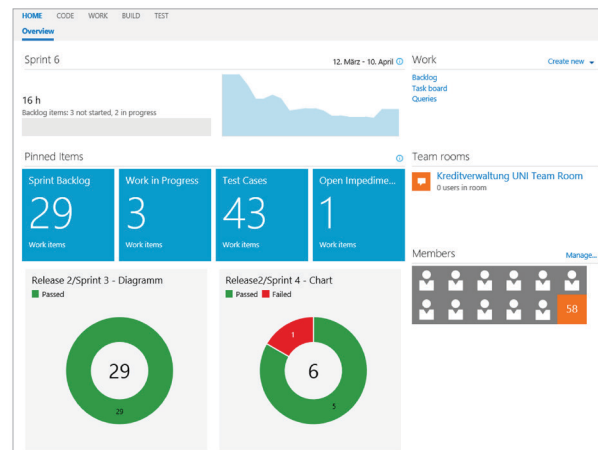 HOME CODE WORK BUILD TEST
Overview
Sprint 6
12. März - 10. April
16 h
Backlog items: 3 not started, 2 in progress
Work
Create new
Backlog
Task board
Queries
Pinned Items
Sprint Backlog
29
Work items
Work in Progress
3
Work items
Test Cases
43
Work items
Open Impedime...
1
Work items
Team rooms
Kreditverwaltung UNI Team Room
0 users in room
Members
Manage...
58
Release 2/Sprint 3 - Diagramm
Passed
29
29
Release2/Sprint 4 - Chart
Passed Failed
1
6
5